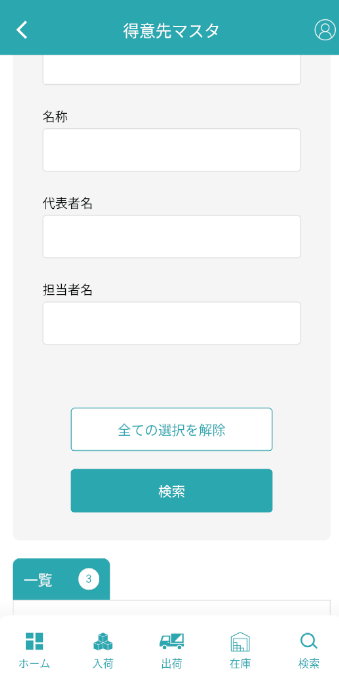 得意先マスタ
名称
代表者名
担当者名
全ての選択を解除
検索
一覧 3
ホーム 入荷 出荷 在庫 検索